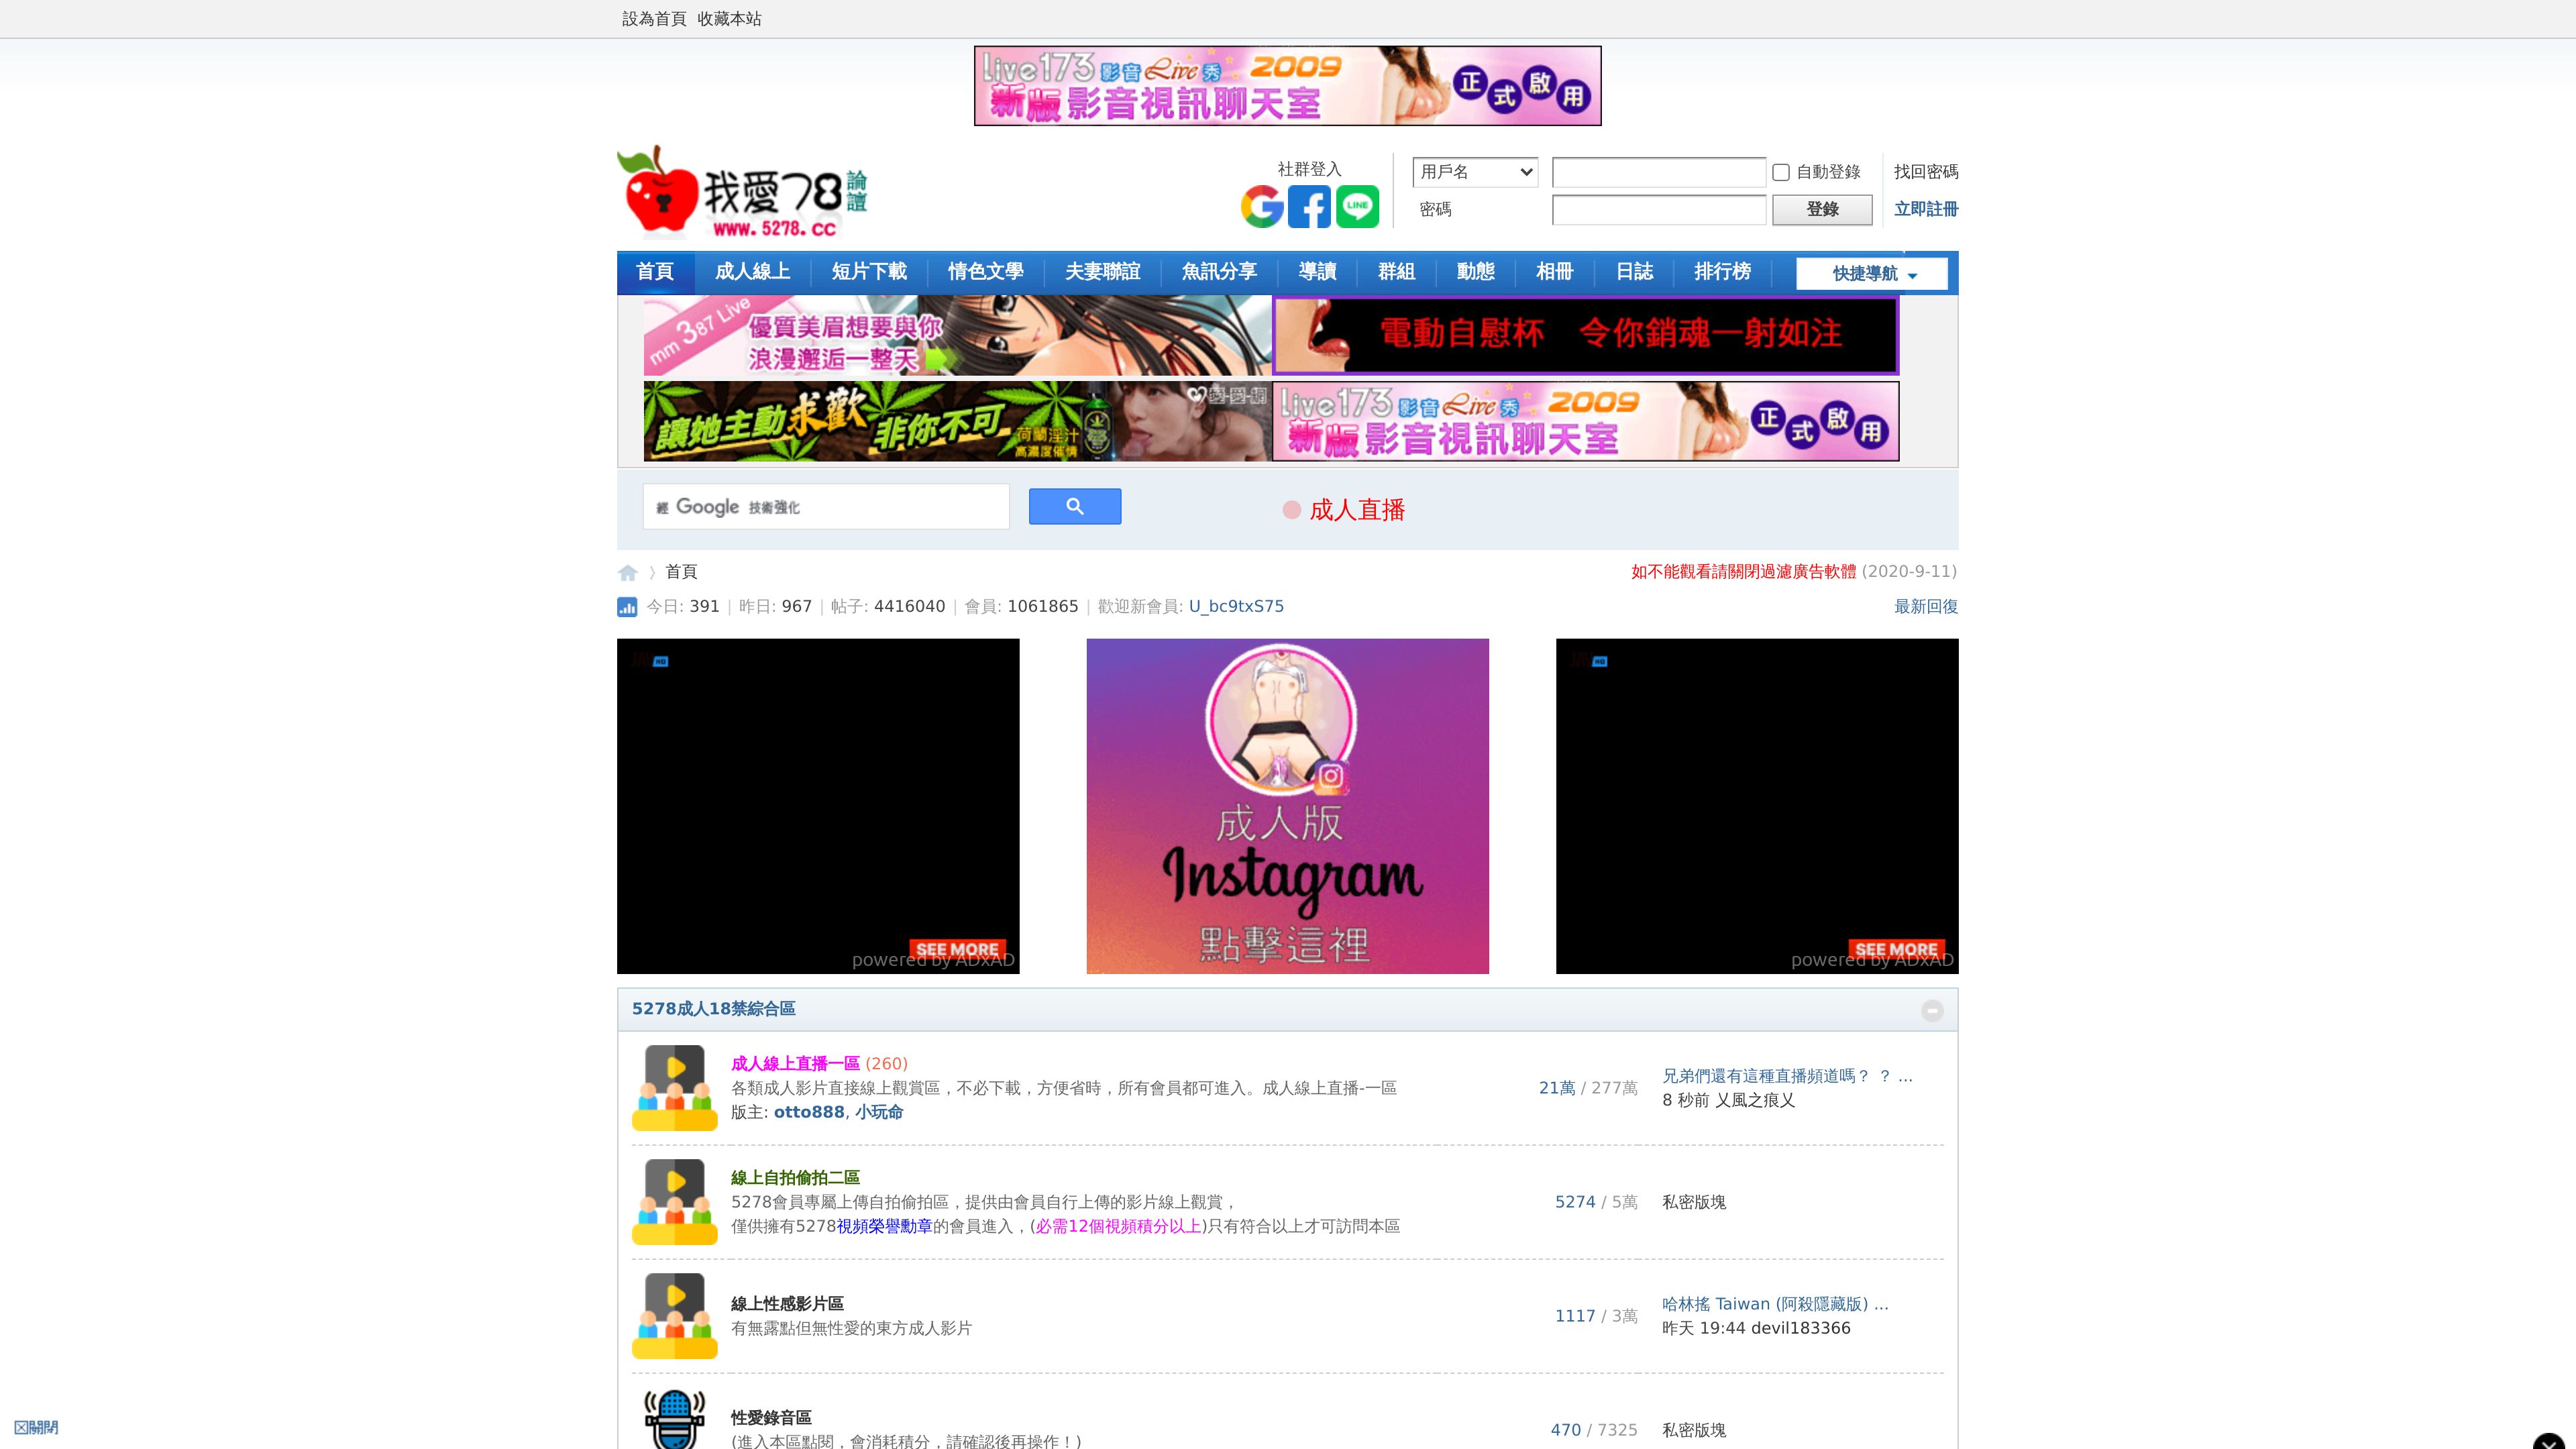 設為首頁 收藏本站
live173 影音Live秀 2009
新版影音視訊聊天室 正式啟用
我愛78論壇
www.5278.cc
社群登入
LINE
用戶名
自動登錄 找回密碼
密碼
登錄 立即註冊
首頁 成人線上 短片下載 情色文學 夫妻聯誼 魚訊分享 導讀 群組 動態 相冊 日誌 排行榜 快捷導航
mm 387 Live
優質美眉想要與你
浪漫邂逅一整天
電動自慰杯 令你銷魂一射如注
讓她主動求歡 非你不可
荷蘭淫汁
高濃度催情
live173 影音Live秀 2009
新版影音視訊聊天室 正式啟用
經 Google 技術強化
成人直播
首頁
如不能觀看請關閉過濾廣告軟體 (2020-9-11)
今日: 391 | 昨日: 967 | 帖子: 4416040 | 會員: 1061865 | 歡迎新會員: U_bc9txS75
最新回復
HD
SEE MORE
powered by ADxAD
成人版
Instagram
點擊這裡
HD
SEE MORE
powered by ADxAD
5278成人18禁綜合區
成人線上直播一區 (260)
各類成人影片直接線上觀賞區，不必下載，方便省時，所有會員都可進入。成人線上直播-一區
版主: otto888, 小玩命
21萬 / 277萬
兄弟們還有這種直播頻道嗎？ ？ ...
8 秒前 乂風之痕乂
線上自拍偷拍二區
5278會員專屬上傳自拍偷拍區，提供由會員自行上傳的影片線上觀賞，
僅供擁有5278視頻榮譽勳章的會員進入，(必需12個視頻積分以上)只有符合以上才可訪問本區
5274 / 5萬
私密版塊
線上性感影片區
有無露點但無性愛的東方成人影片
1117 / 3萬
哈林搖 Taiwan (阿殺隱藏版) ...
昨天 19:44 devil183366
性愛錄音區
(進入本區點閱，會消耗積分，請確認後再操作！)
470 / 7325
私密版塊
關閉